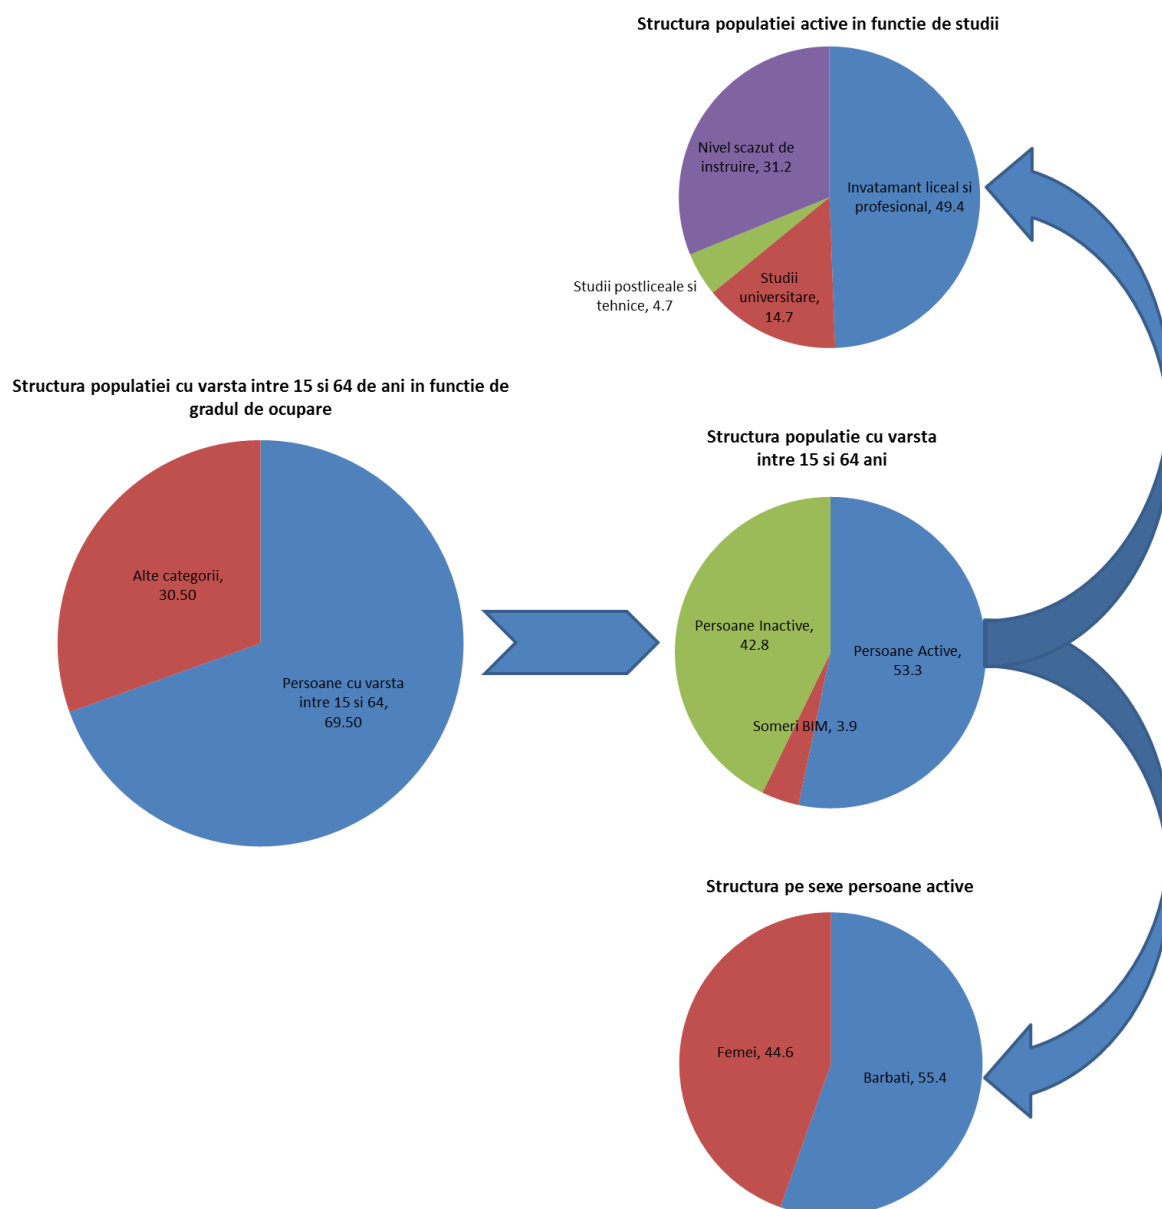 Structura populatiei active in functie de studii
Nivel scazut de
instruire, 31.2
Invatamant liceal si
profesional, 49.4
Studii postliceale si
tehnice, 4.7
Studii
universitare,
14.7
Structura populatiei cu varsta intre 15 si 64 de ani in functie de
gradul de ocupare
Alte categorii,
30.50
Persoane cu varsta
intre 15 si 64,
69.50
Structura populatie cu varsta
intre 15 si 64 ani
Persoane Inactive,
42.8
Persoane Active,
53.3
Someri BIM, 3.9
Structura pe sexe persoane active
Femei, 44.6
Barbati, 55.4